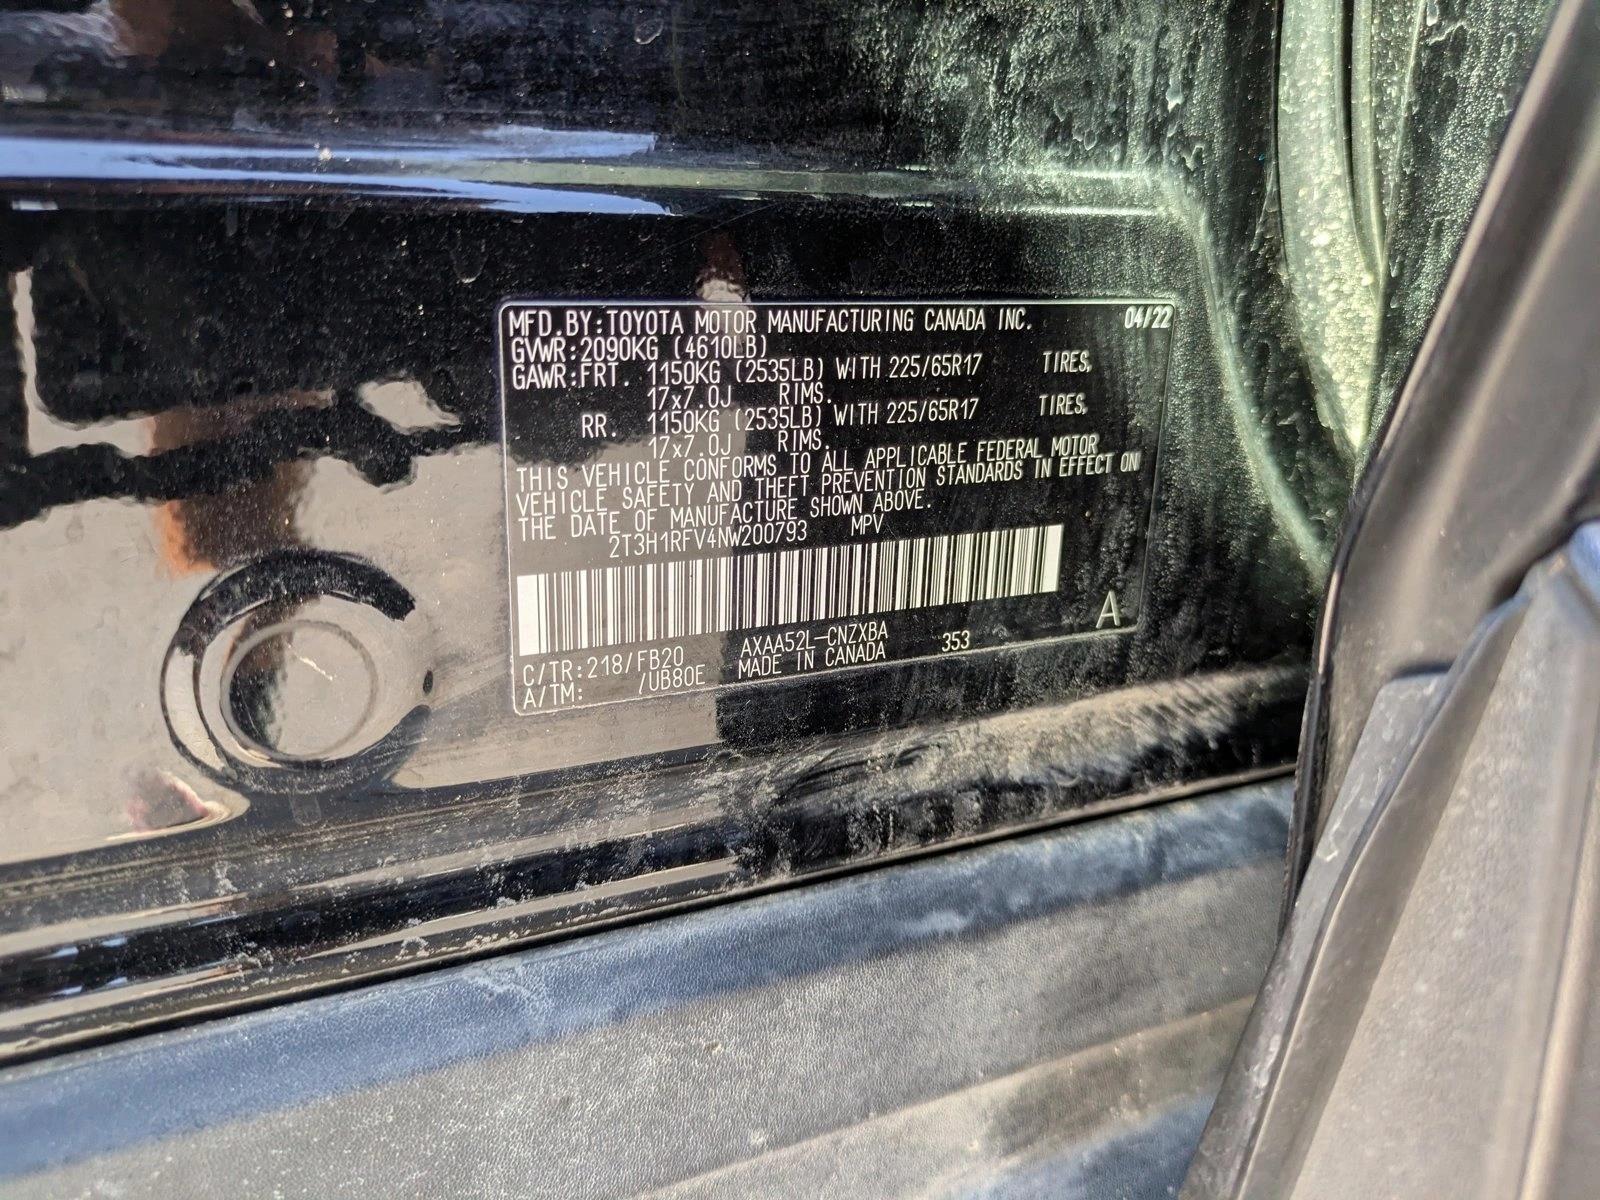 MFD.BY:TOYOTA MOTOR MANUFACTURING CANADA INC. 04/22
GVWR:2090KG (4610LB)
GAWR:FRT. 1150KG (2535LB) WITH 225/65R17 TIRES,
17x7.0J RIMS.
RR. 1150KG (2535LB) WITH 225/65R17 TIRES,
17x7.0J RIMS.
THIS VEHICLE CONFORMS TO ALL APPLICABLE FEDERAL MOTOR
VEHICLE SAFETY AND THEFT PREVENTION STANDARDS IN EFFECT ON
THE DATE OF MANUFACTURE SHOWN ABOVE.
2T3H1RFV4NW200793 MPV
C/TR:218/FB20 AXAA52L-CNZXBA 353 A
A/TM: /UB80E MADE IN CANADA